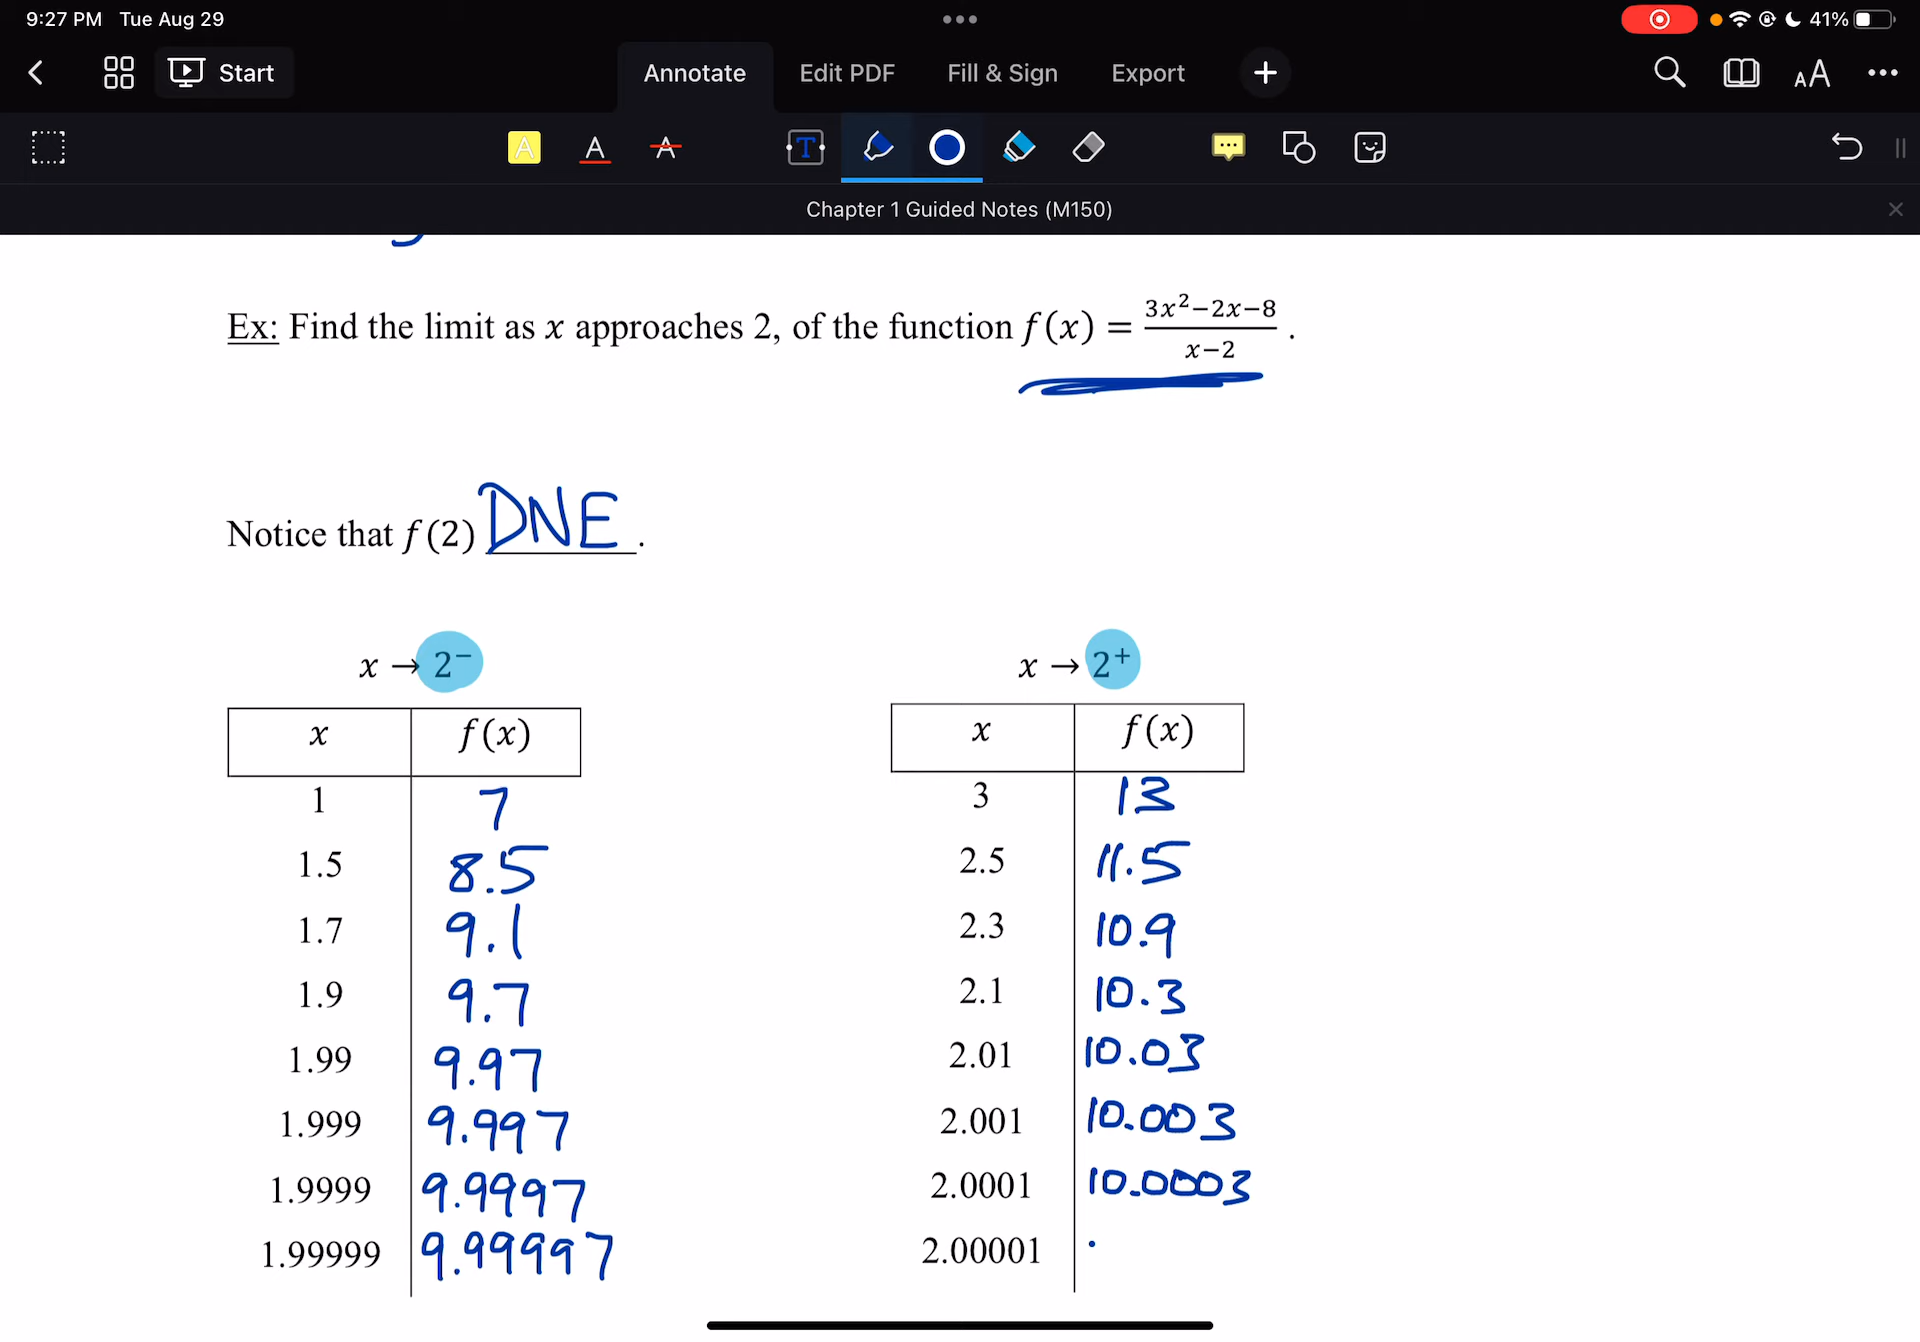 9:27 PM Tue Aug 29 41%
Start Annotate Edit PDF Fill & Sign Export
Chapter 1 Guided Notes (M150)
Ex: Find the limit as x approaches 2, of the function f(x) = (3x²−2x−8)/(x−2) .
Notice that f(2) DNE .
x → 2⁻ x → 2⁺
x f(x) x f(x)
1 7 3 13
1.5 8.5 2.5 11.5
1.7 9.1 2.3 10.9
1.9 9.7 2.1 10.3
1.99 9.97 2.01 10.03
1.999 9.997 2.001 10.003
1.9999 9.9997 2.0001 10.0003
1.99999 9.99997 2.00001